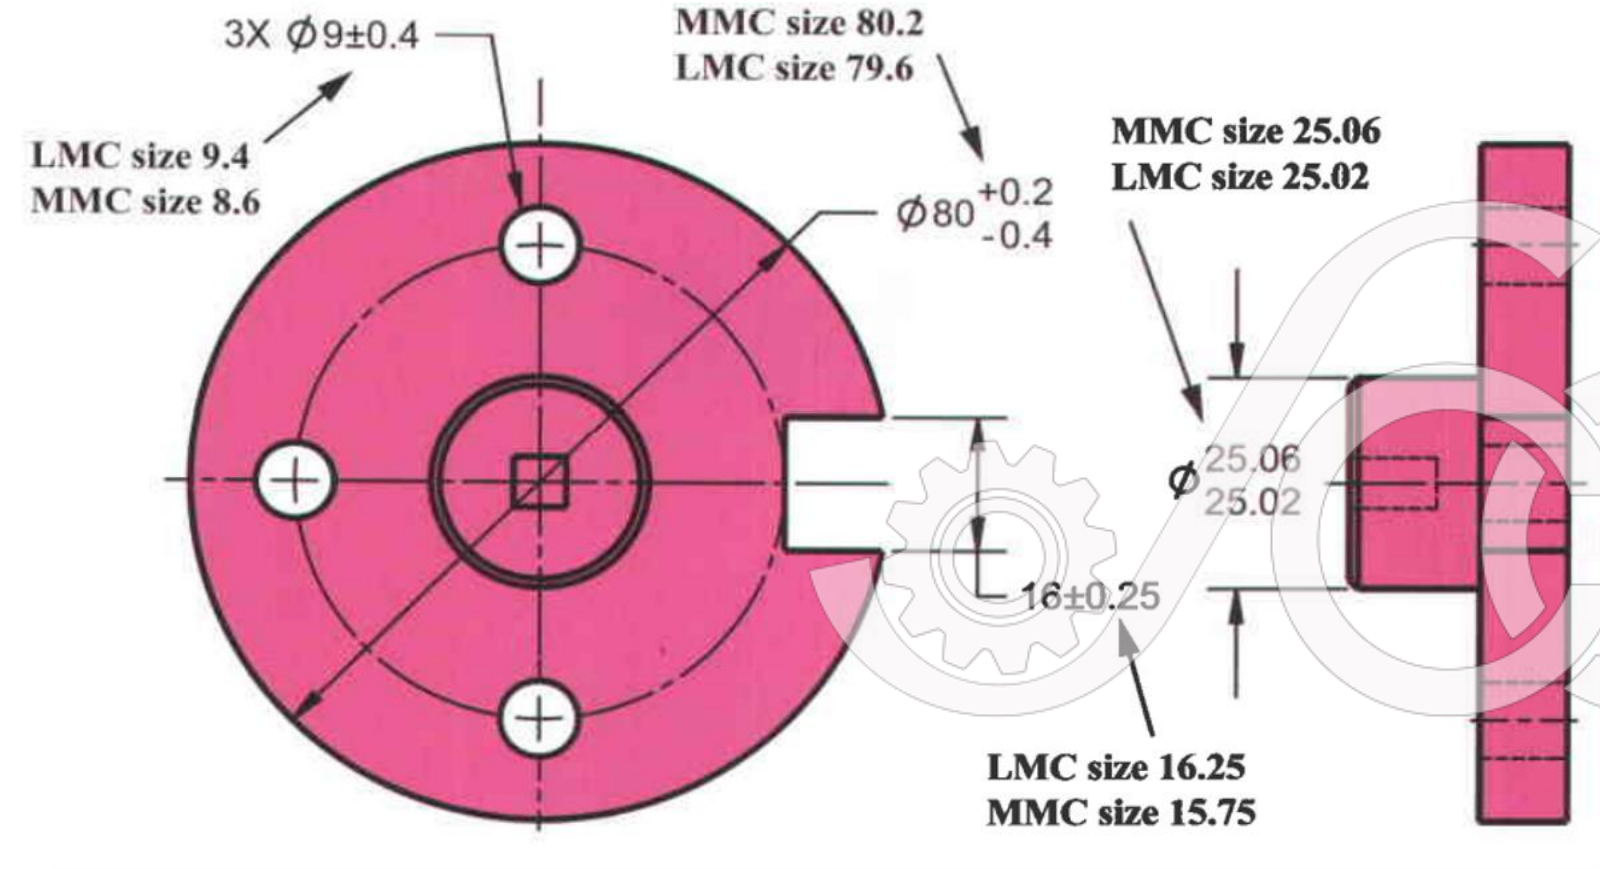 3X ⌀9±0.4
LMC size 9.4
MMC size 8.6
MMC size 80.2
LMC size 79.6
⌀80 +0.2
-0.4
MMC size 25.06
LMC size 25.02
⌀ 25.06
25.02
16±0.25
LMC size 16.25
MMC size 15.75